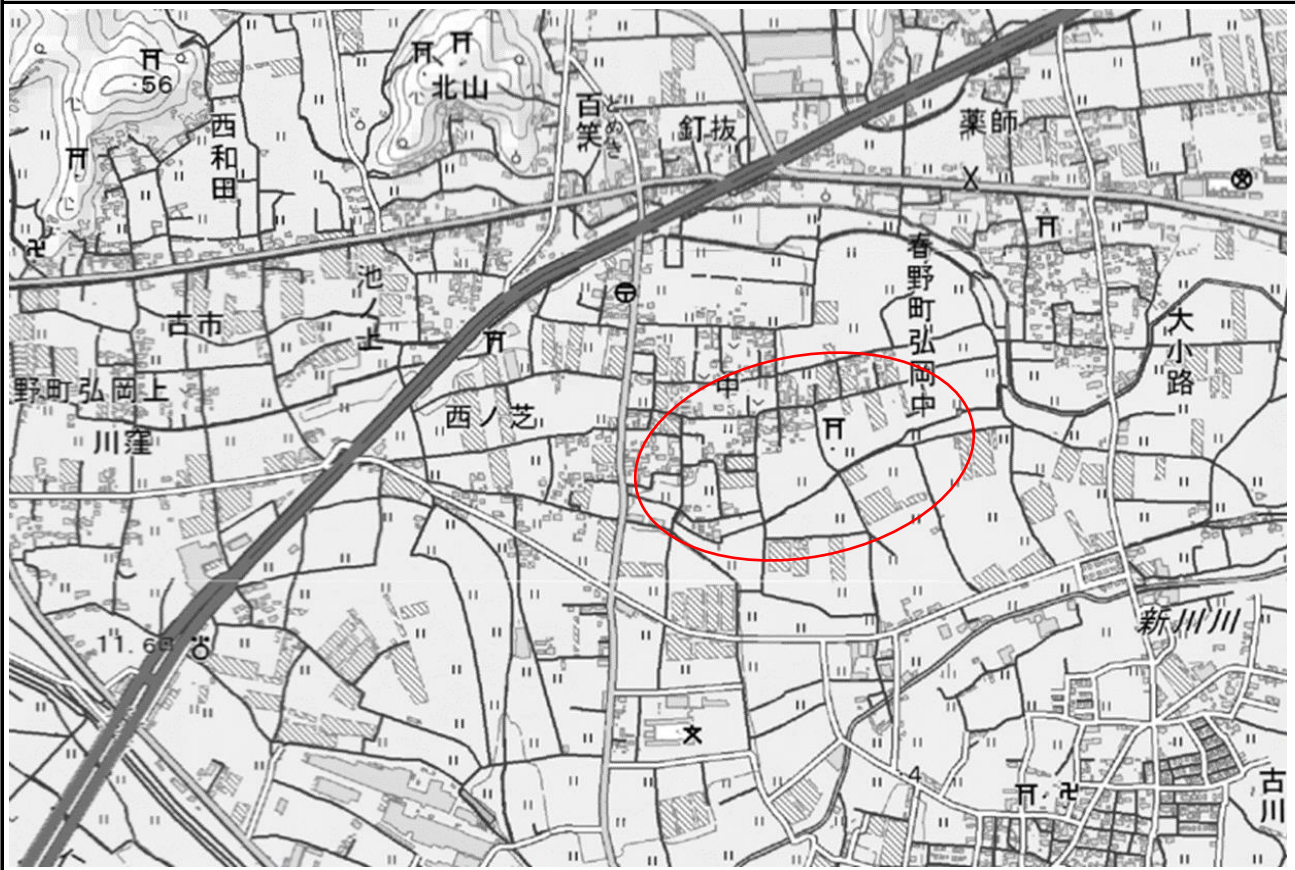 56
北山
西和田
百笑
どめき
釘抜
薬師
X
春野町弘岡中
池ノ上
古市
大小路
野町弘岡上
川窪
西ノ芝
中
新川川
11.6
4
古川